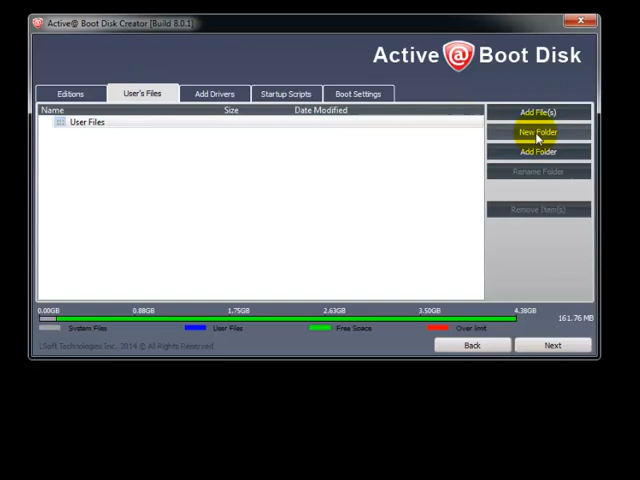 Active@ Boot Disk Creator [Build 8.0.1]
Active@ Boot Disk
Editions
User's Files
Add Drivers
Startup Scripts
Boot Settings
Name Size Date Modified
User Files
Add File(s)
New Folder
Add Folder
Rename Folder
Remove Item(s)
0.00GB 0.88GB 1.75GB 2.63GB 3.50GB 4.38GB
161.76 MB
System Files User Files Free Space Over limit
LSoft Technologies Inc. 2014 © All Rights Reserved
Back
Next